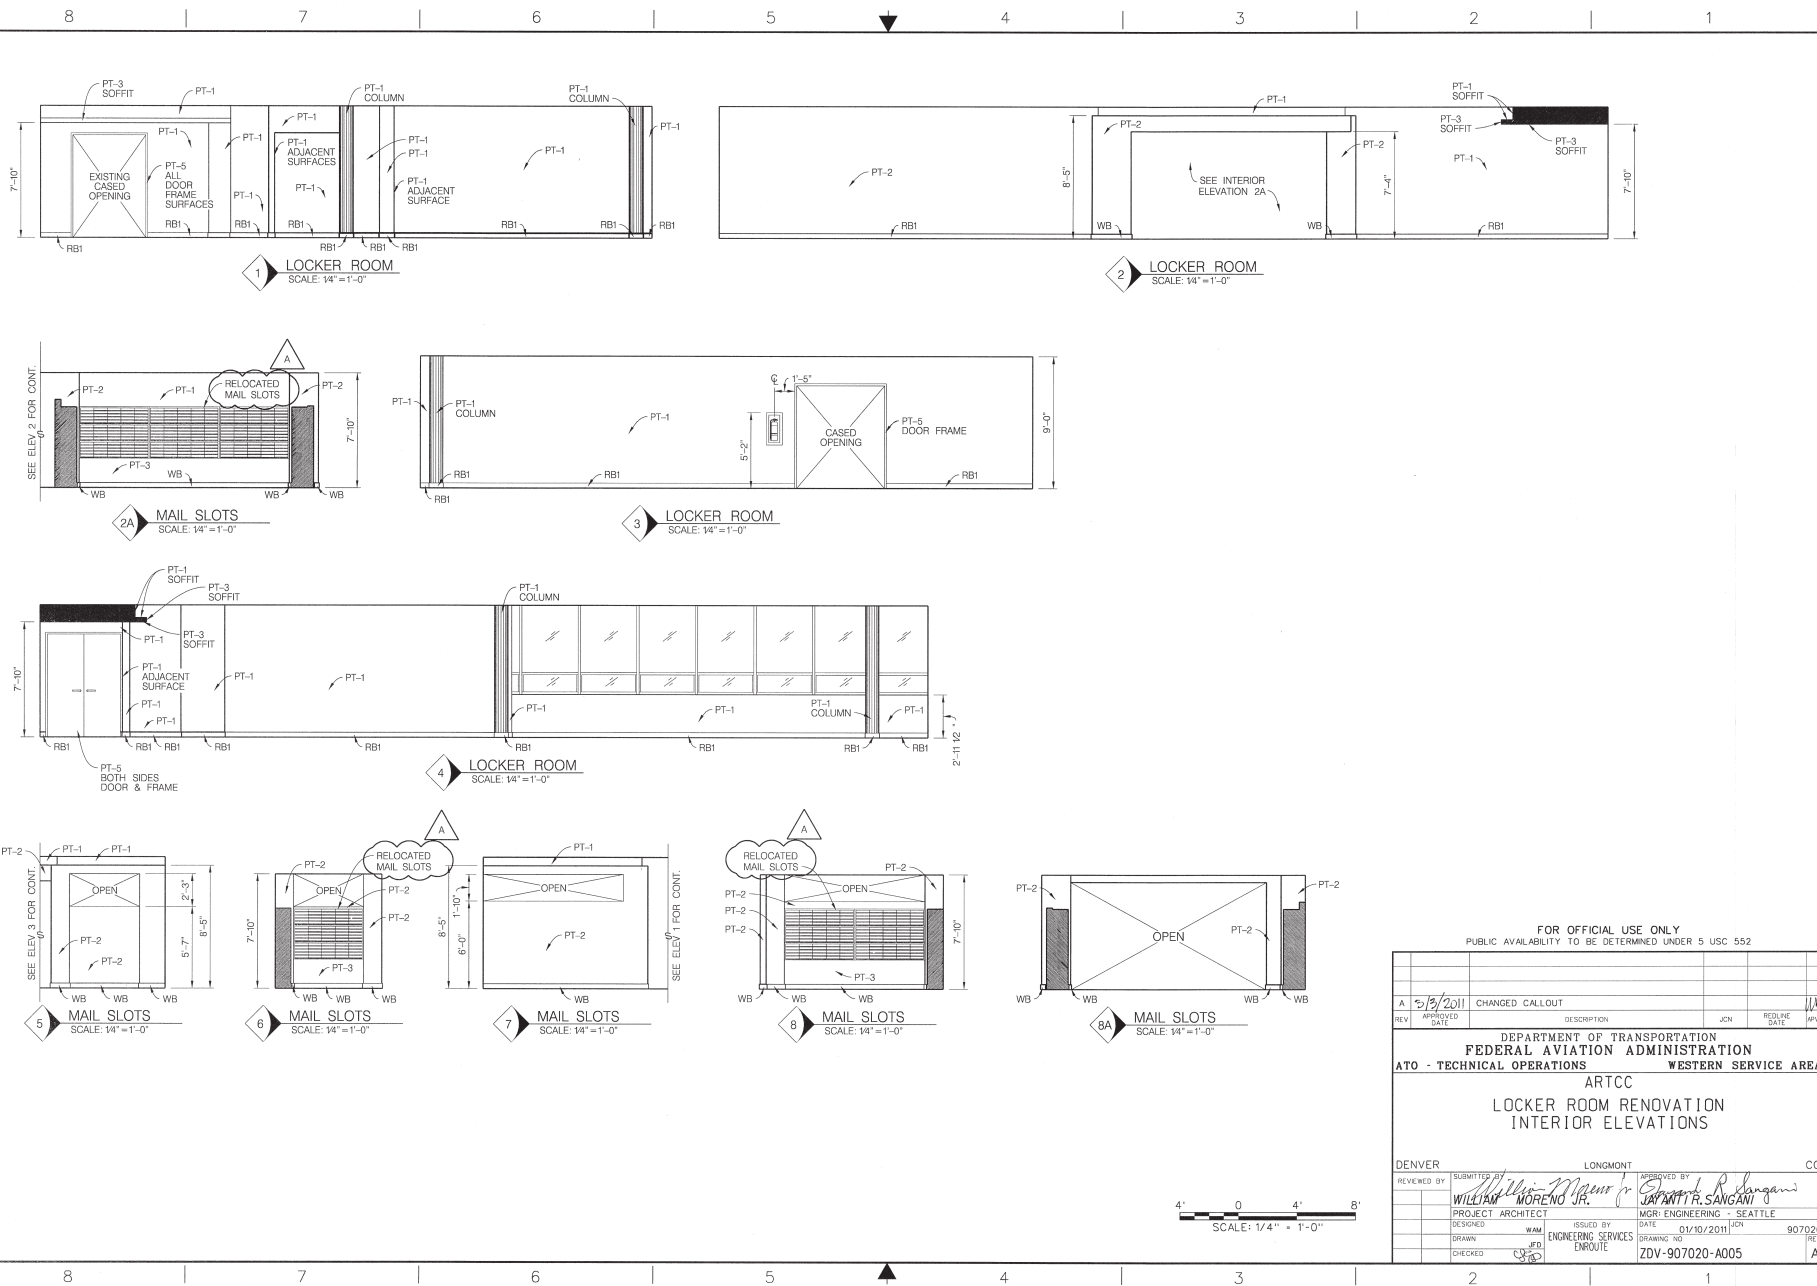 8 7 6 5 4 3 2 1
PT-3
SOFFIT
PT-1
PT-1
COLUMN
PT-1
COLUMN
PT-1
PT-1
PT-1
PT-1
PT-1
ADJACENT
SURFACES
PT-1
PT-1
PT-1
PT-1
ADJACENT
SURFACE
7'-10"
EXISTING
CASED
OPENING
PT-5
ALL
DOOR
FRAME
SURFACES
PT-1
PT-1
RB1
RB1
RB1
RB1
RB1
RB1
RB1
RB1
RB1
1
LOCKER ROOM
SCALE: 1/4" = 1'-0"
PT-1
PT-1
SOFFIT
PT-3
SOFFIT
PT-3
SOFFIT
PT-2
PT-2
PT-2
PT-1
8'-5"
SEE INTERIOR
ELEVATION 2A
7'-4"
7'-10"
RB1
WB
WB
RB1
2
LOCKER ROOM
SCALE: 1/4" = 1'-0"
SEE ELEV 2 FOR CONT.
S
A
PT-2
PT-1
RELOCATED
MAIL SLOTS
PT-2
7'-10"
PT-3
WB
WB
WB
WB
2A
MAIL SLOTS
SCALE: 1/4" = 1'-0"
PT-1
PT-1
COLUMN
PT-1
CL
1'-5"
5'-2"
CASED
OPENING
PT-5
DOOR FRAME
9'-0"
RB1
RB1
RB1
RB1
3
LOCKER ROOM
SCALE: 1/4" = 1'-0"
PT-1
SOFFIT
PT-3
SOFFIT
PT-1
PT-3
SOFFIT
PT-1
ADJACENT
SURFACE
PT-1
PT-1
PT-1
PT-1
7'-10"
PT-1
COLUMN
PT-1
PT-1
PT-1
COLUMN
PT-1
2'-11 1/2"
RB1
RB1
RB1
RB1
RB1
RB1
RB1
RB1
RB1
PT-5
BOTH SIDES
DOOR & FRAME
4
LOCKER ROOM
SCALE: 1/4" = 1'-0"
PT-2
PT-1
PT-1
SEE ELEV 3 FOR CONT.
S
OPEN
2'-3"
8'-5"
5'-7"
PT-2
PT-2
WB
WB
WB
5
MAIL SLOTS
SCALE: 1/4" = 1'-0"
A
RELOCATED
MAIL SLOTS
PT-2
OPEN
PT-2
PT-2
7'-10"
PT-3
WB
WB
WB
6
MAIL SLOTS
SCALE: 1/4" = 1'-0"
PT-1
OPEN
1'-10"
8'-5"
6'-0"
PT-2
S
SEE ELEV 1 FOR CONT.
WB
7
MAIL SLOTS
SCALE: 1/4" = 1'-0"
A
RELOCATED
MAIL SLOTS
PT-2
OPEN
PT-2
PT-2
PT-2
7'-10"
PT-3
WB
WB
WB
8
MAIL SLOTS
SCALE: 1/4" = 1'-0"
PT-2
PT-2
OPEN
PT-2
WB
WB
WB
WB
8A
MAIL SLOTS
SCALE: 1/4" = 1'-0"
4' 0 4' 8'
SCALE: 1/4" = 1'-0"
FOR OFFICIAL USE ONLY
PUBLIC AVAILABILITY TO BE DETERMINED UNDER 5 USC 552
A 3/3/2011 CHANGED CALLOUT
REV APPROVED DATE DESCRIPTION JCN REDLINE DATE
DEPARTMENT OF TRANSPORTATION
FEDERAL AVIATION ADMINISTRATION
ATO - TECHNICAL OPERATIONS WESTERN SERVICE AREA
ARTCC
LOCKER ROOM RENOVATION
INTERIOR ELEVATIONS
DENVER LONGMONT CO
REVIEWED BY SUBMITTED BY APPROVED BY
William Moreno Jr Jayanti R. Sangani
WILLIAM MORENO JR. JAYANTI R. SANGANI
PROJECT ARCHITECT MGR: ENGINEERING - SEATTLE
DESIGNED WAM ISSUED BY DATE 01/10/2011 JCN 90702
DRAWN JFD ENGINEERING SERVICES DRAWING NO RE
CHECKED ENROUTE ZDV-907020-A005 A
8 7 6 5 4 3 2 1